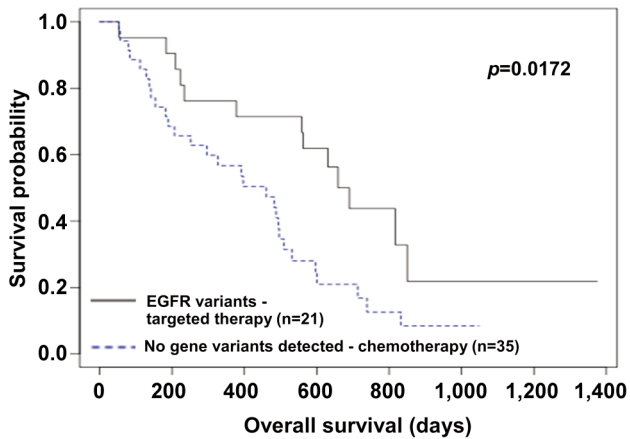 Survival probability
1.0
0.8
0.6
0.4
0.2
0.0
p=0.0172
EGFR variants -
targeted therapy (n=21)
No gene variants detected - chemotherapy (n=35)
0 200 400 600 800 1,000 1,200 1,400
Overall survival (days)